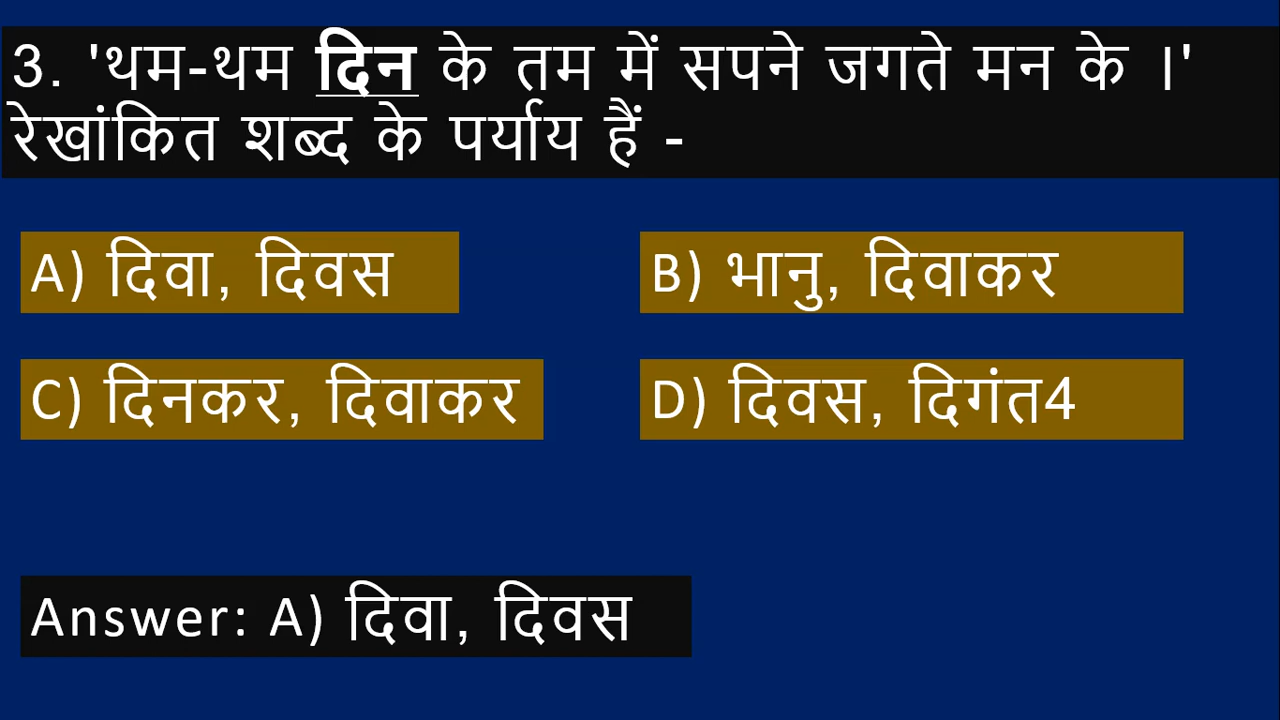 3. 'थम-थम दिन के तम में सपने जगते मन के ।'
रेखांकित शब्द के पर्याय हैं -
A) दिवा, दिवस
B) भानु, दिवाकर
C) दिनकर, दिवाकर
D) दिवस, दिगंत4
Answer: A) दिवा, दिवस